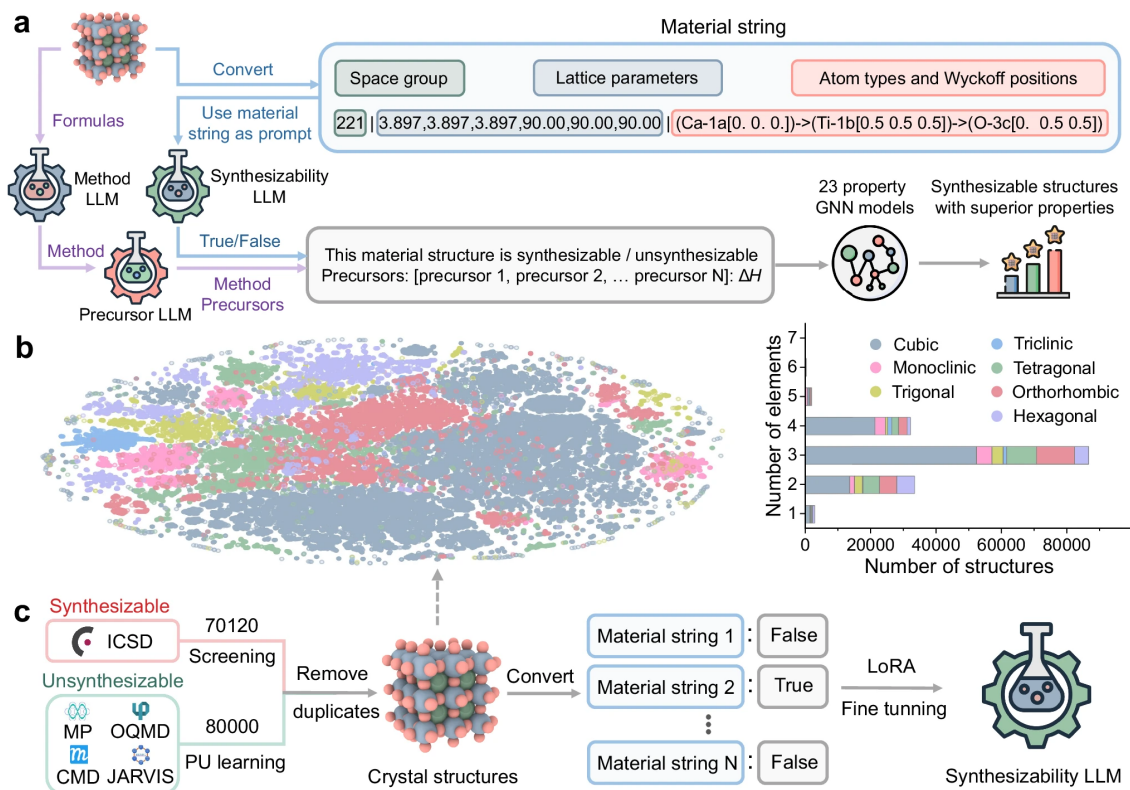 a
Material string
Convert
Space group
Lattice parameters
Atom types and Wyckoff positions
Formulas
Use material
string as prompt
221 | 3.897,3.897,3.897,90.00,90.00,90.00 | (Ca-1a[0. 0. 0.])->(Ti-1b[0.5 0.5 0.5])->(O-3c[0. 0.5 0.5])
Method
LLM
Synthesizability
LLM
23 property
GNN models
Synthesizable structures
with superior properties
Method
True/False
This material structure is synthesizable / unsynthesizable
Precursors: [precursor 1, precursor 2, … precursor N]: ΔH
Method
Precursors
Precursor LLM
b
Number of elements
7
6
5
4
3
2
1
Cubic
Triclinic
Monoclinic
Tetragonal
Trigonal
Orthorhombic
Hexagonal
0
20000
40000
60000
80000
Number of structures
c
Synthesizable
ICSD
70120
Screening
Unsynthesizable
MP
OQMD
CMD
JARVIS
80000
PU learning
Remove
duplicates
Crystal structures
Convert
Material string 1 : False
Material string 2 : True
Material string N : False
LoRA
Fine tunning
Synthesizability LLM